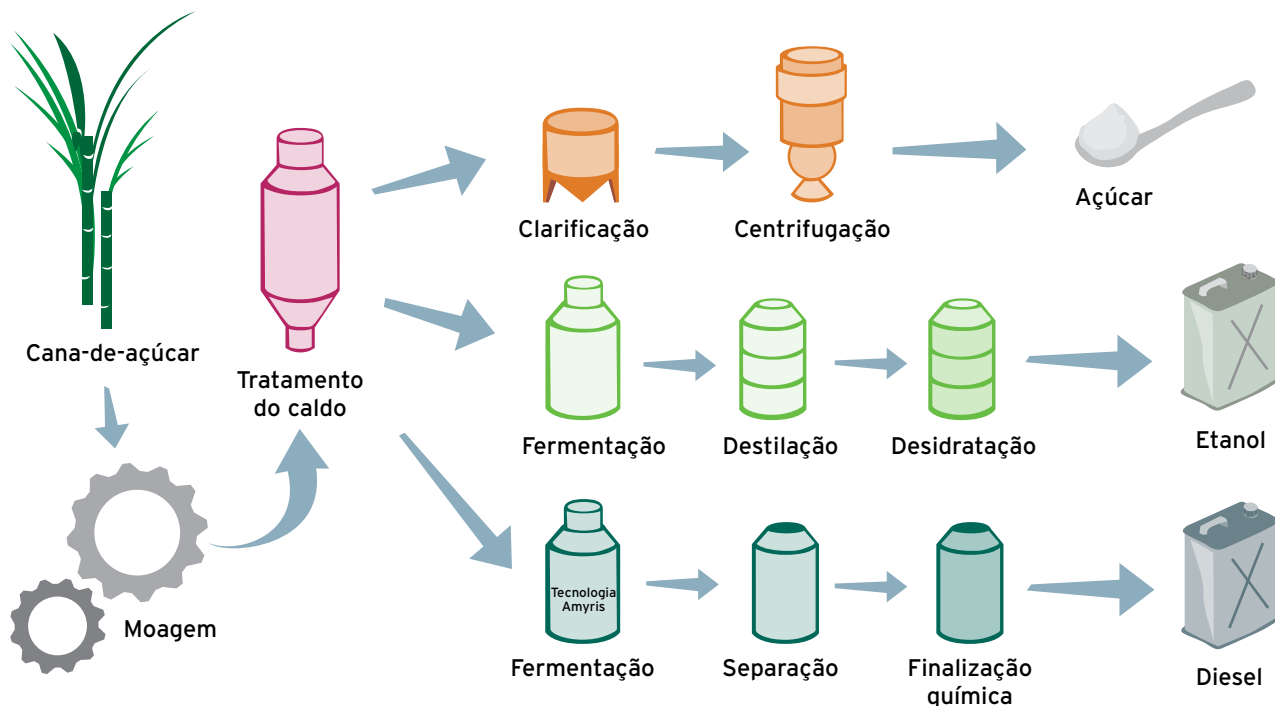 Cana-de-açúcar
Moagem
Tratamento
do caldo
Clarificação
Centrifugação
Açúcar
Fermentação
Destilação
Desidratação
Etanol
Tecnologia
Amyris
Fermentação
Separação
Finalização
química
Diesel